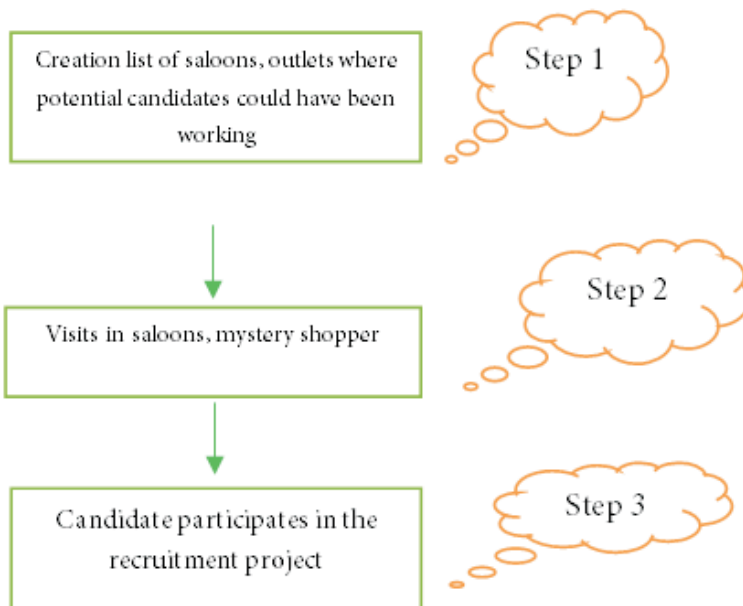 Creation list of saloons, outlets where
potential candidates could have been
working
Step 1
Visits in saloons, mystery shopper
Step 2
Candidate participates in the
recruitment project
Step 3